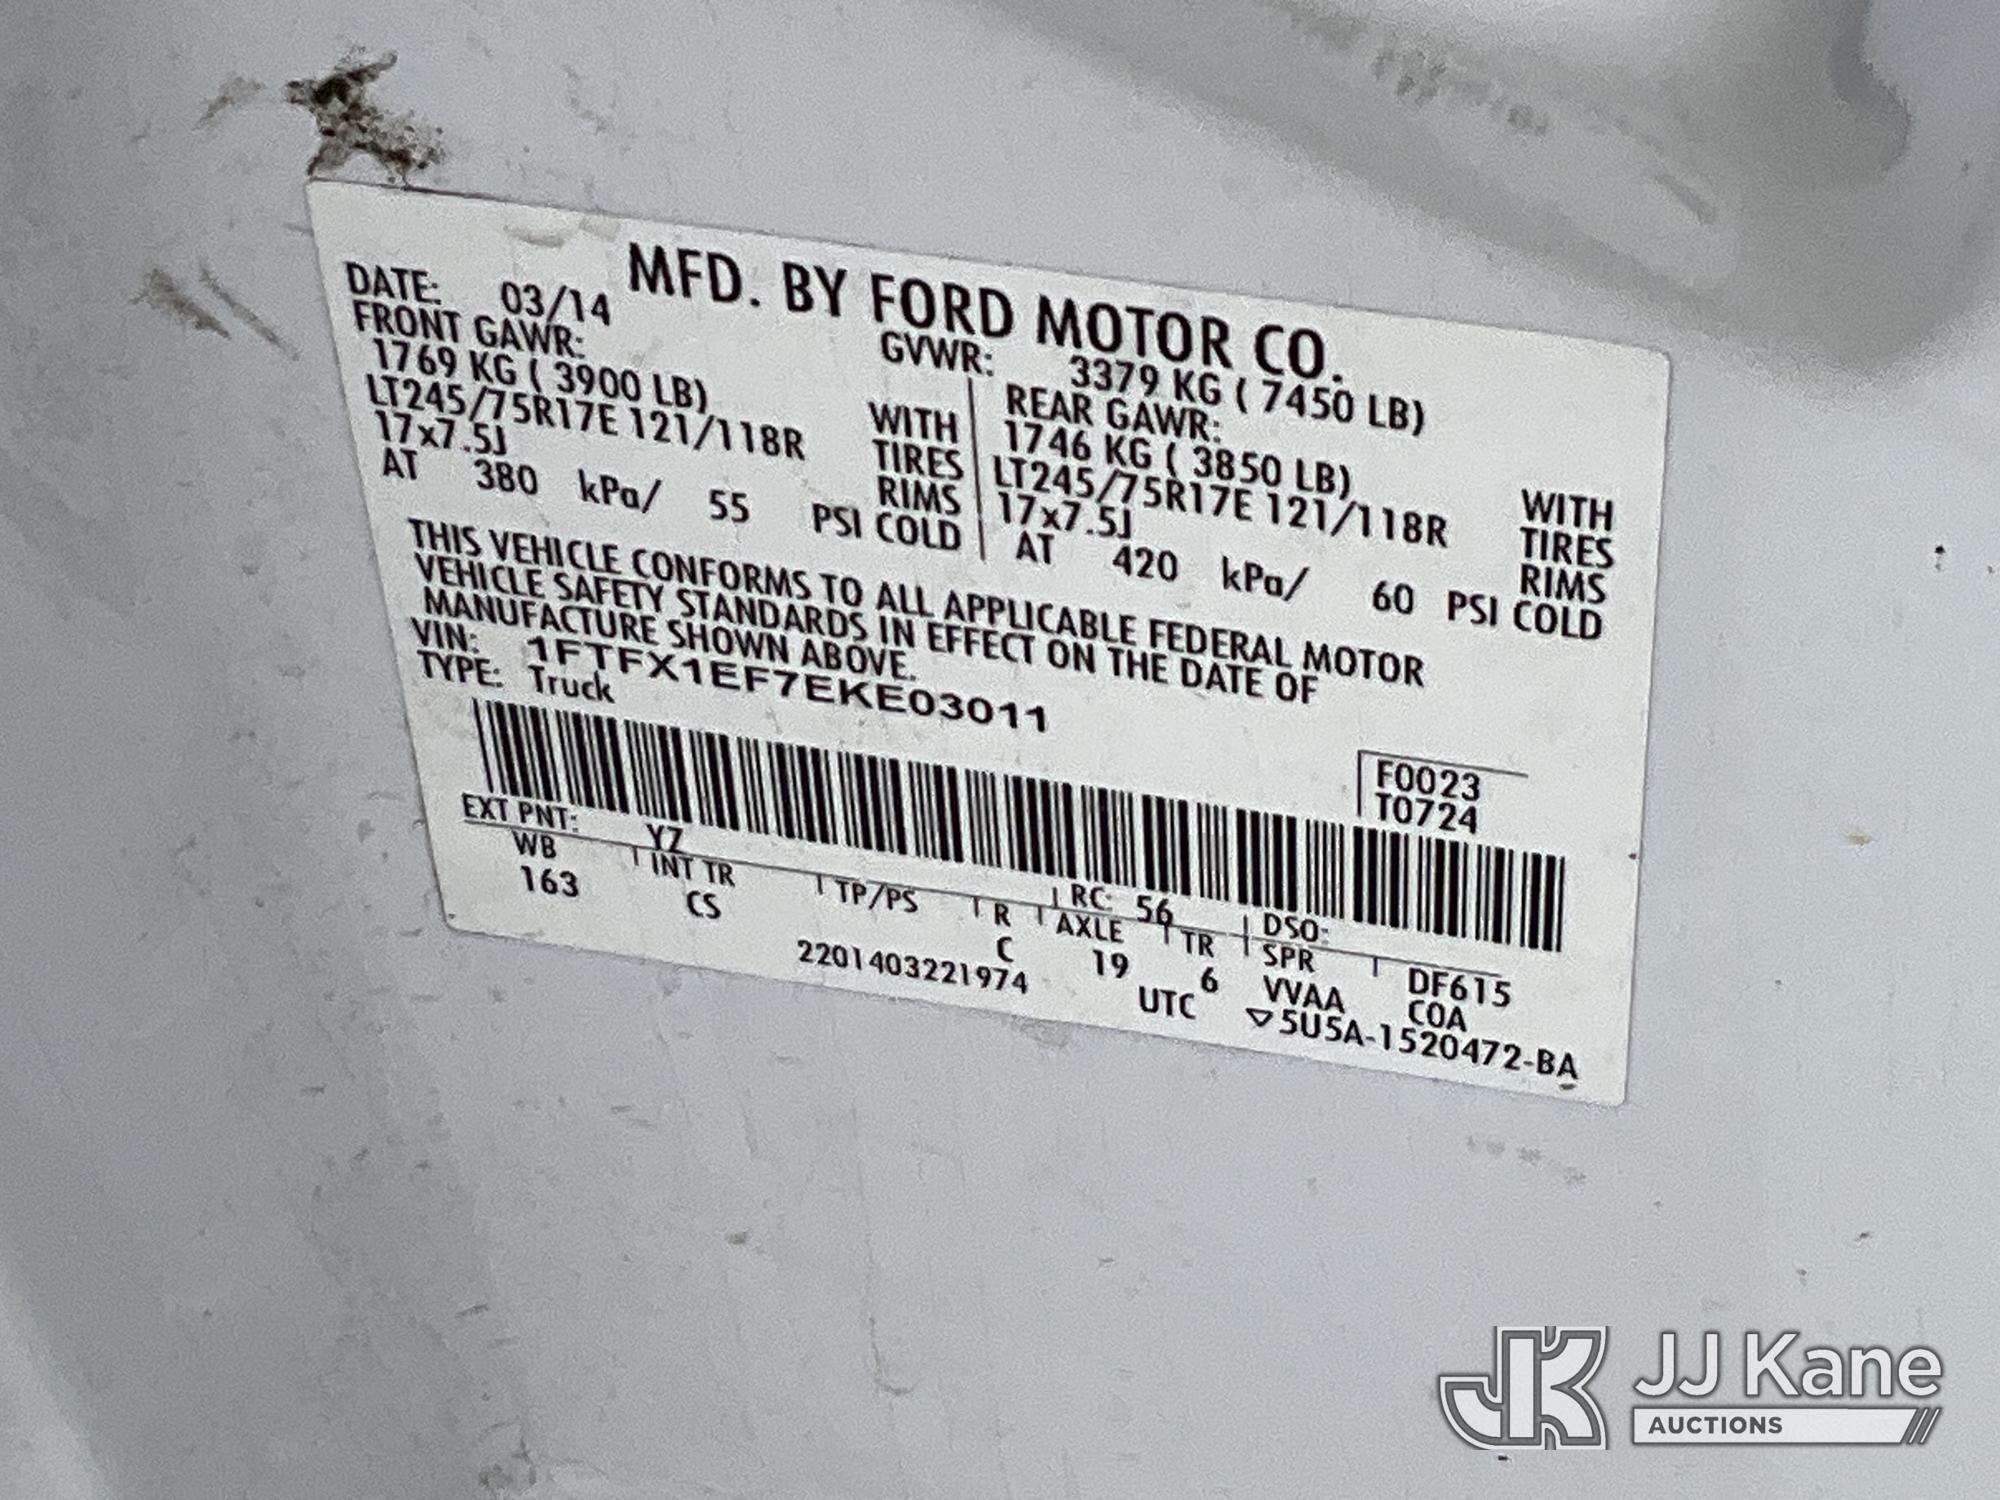 MFD. BY FORD MOTOR CO.
DATE: 03/14 GVWR: 3379 KG ( 7450 LB)
FRONT GAWR: REAR GAWR:
1769 KG ( 3900 LB) WITH 1746 KG ( 3850 LB) WITH
LT245/75R17E 121/118R TIRES LT245/75R17E 121/118R TIRES
17x7.5J RIMS 17x7.5J RIMS
AT 380 kPa/ 55 PSI COLD AT 420 kPa/ 60 PSI COLD
THIS VEHICLE CONFORMS TO ALL APPLICABLE FEDERAL MOTOR
VEHICLE SAFETY STANDARDS IN EFFECT ON THE DATE OF
MANUFACTURE SHOWN ABOVE.
VIN: 1FTFX1EF7EKE03011
TYPE: Truck
F0023
T0724
EXT PNT: YZ RC: 56 DSO:
WB INT TR TP/PS R AXLE TR SPR DF615
163 CS C 19 6 VVAA COA
2201403221974 UTC ▽5U5A-1520472-BA
JJ Kane
AUCTIONS